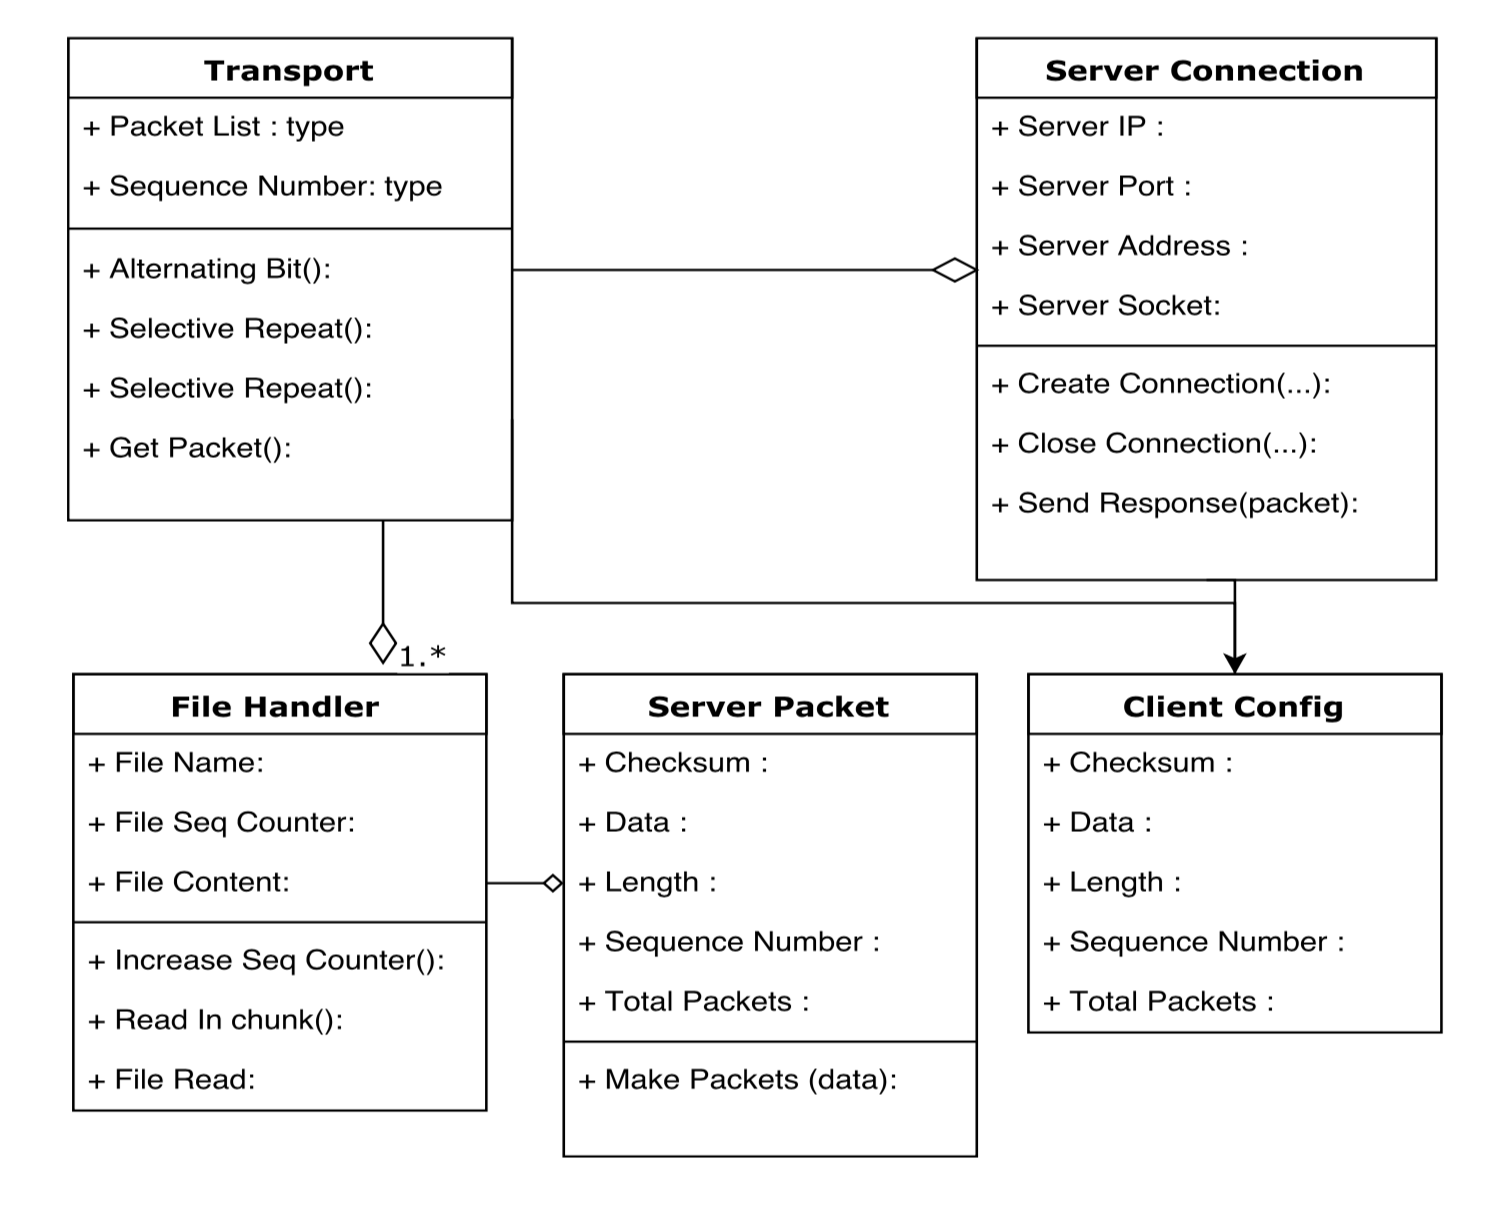 Transport
+ Packet List : type
+ Sequence Number: type
+ Alternating Bit():
+ Selective Repeat():
+ Selective Repeat():
+ Get Packet():
Server Connection
+ Server IP :
+ Server Port :
+ Server Address :
+ Server Socket:
+ Create Connection(...):
+ Close Connection(...):
+ Send Response(packet):
1.*
File Handler
+ File Name:
+ File Seq Counter:
+ File Content:
+ Increase Seq Counter():
+ Read In chunk():
+ File Read:
Server Packet
+ Checksum :
+ Data :
+ Length :
+ Sequence Number :
+ Total Packets :
+ Make Packets (data):
Client Config
+ Checksum :
+ Data :
+ Length :
+ Sequence Number :
+ Total Packets :